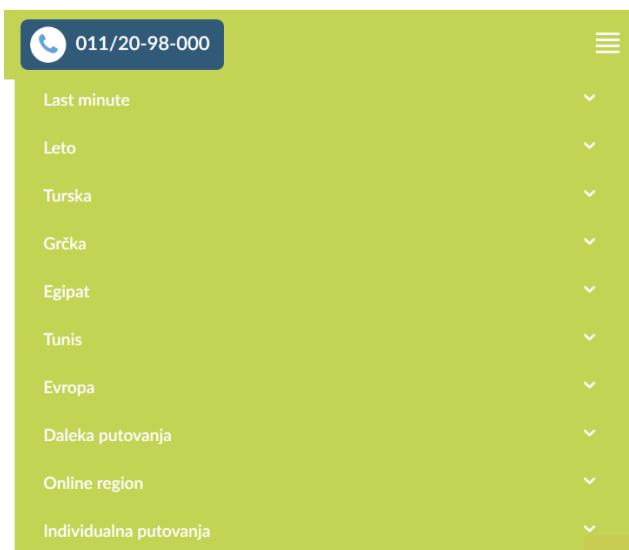 011/20-98-000
Last minute
Leto
Turska
Grčka
Egipat
Tunis
Evropa
Daleka putovanja
Online region
Individualna putovanja